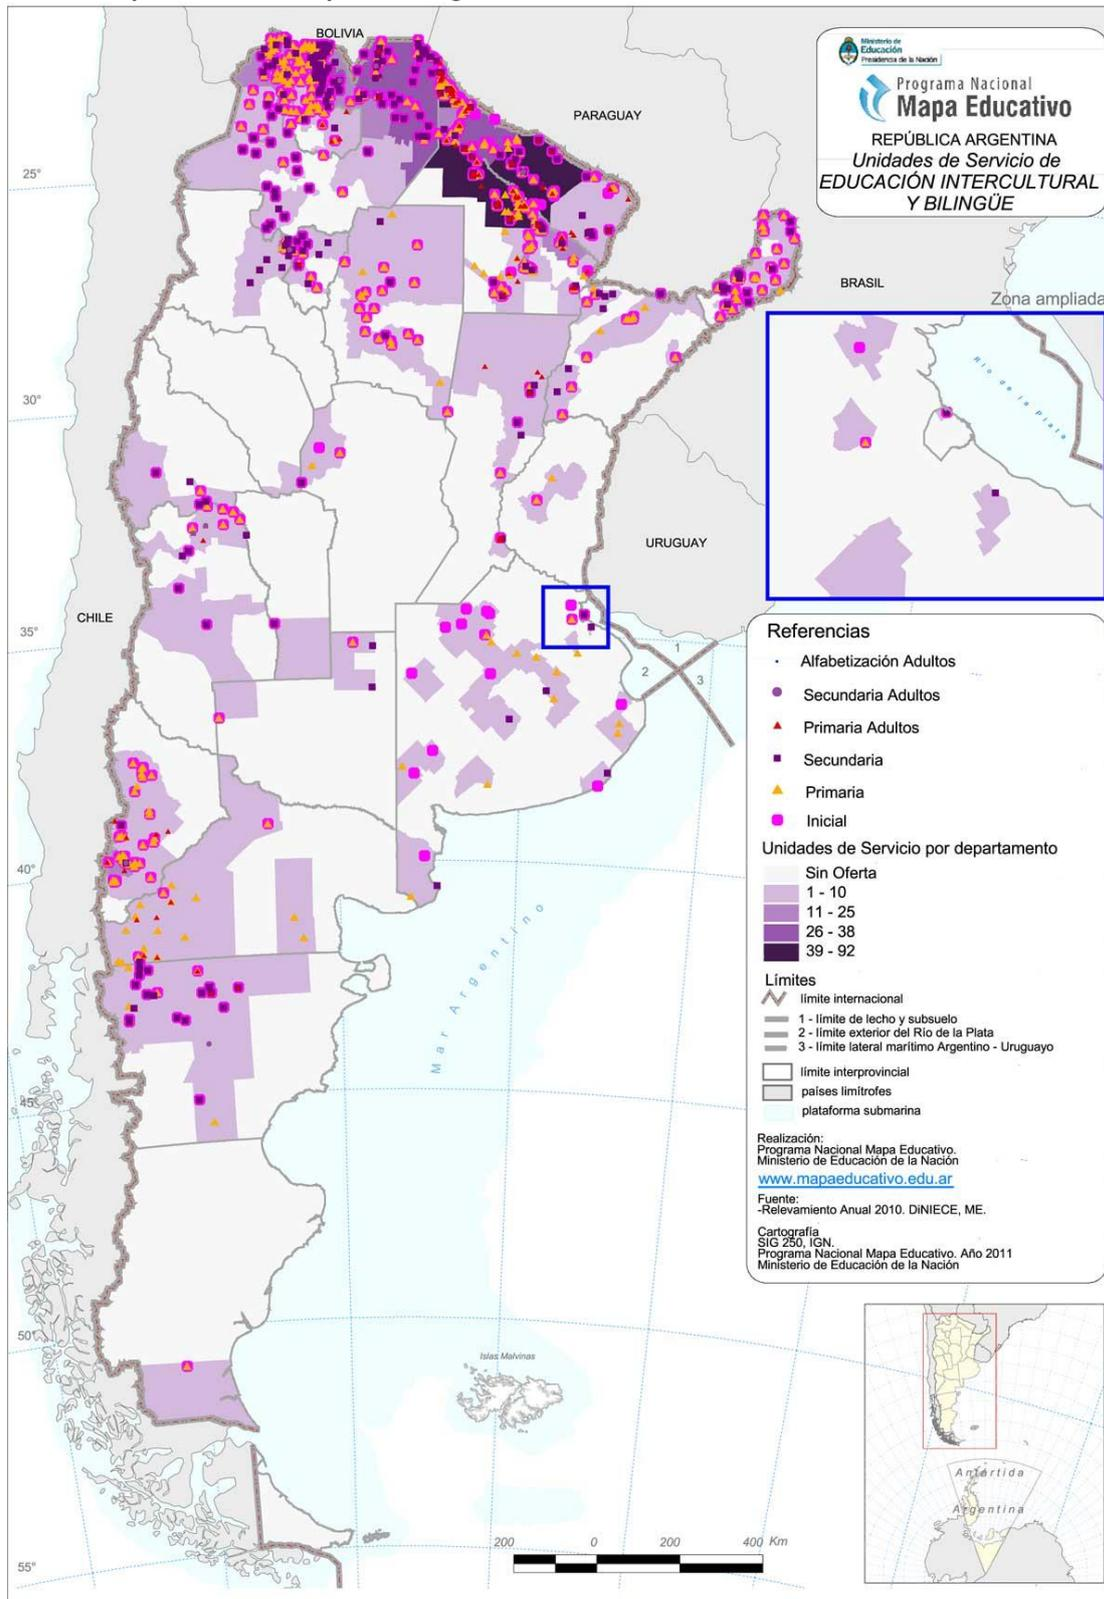 BOLIVIA
PARAGUAY
BRASIL
URUGUAY
CHILE
25°
30°
35°
40°
45°
50°
55°
Ministerio de
Educación
Presidencia de la Nación
Programa Nacional
Mapa Educativo
REPÚBLICA ARGENTINA
Unidades de Servicio de
EDUCACIÓN INTERCULTURAL
Y BILINGÜE
Zona ampliada
Río de la Plata
1
2
3
Mar Argentino
Islas Malvinas
Referencias
Alfabetización Adultos
Secundaria Adultos
Primaria Adultos
Secundaria
Primaria
Inicial
Unidades de Servicio por departamento
Sin Oferta
1 - 10
11 - 25
26 - 38
39 - 92
Límites
límite internacional
1 - límite de lecho y subsuelo
2 - límite exterior del Río de la Plata
3 - límite lateral marítimo Argentino - Uruguayo
límite interprovincial
países limítrofes
plataforma submarina
Realización:
Programa Nacional Mapa Educativo.
Ministerio de Educación de la Nación
www.mapaeducativo.edu.ar
Fuente:
-Relevamiento Anual 2010. DiNIECE, ME.
Cartografía
SIG 250, IGN.
Programa Nacional Mapa Educativo. Año 2011
Ministerio de Educación de la Nación
Antártida
Argentina
200 0 200 400 Km